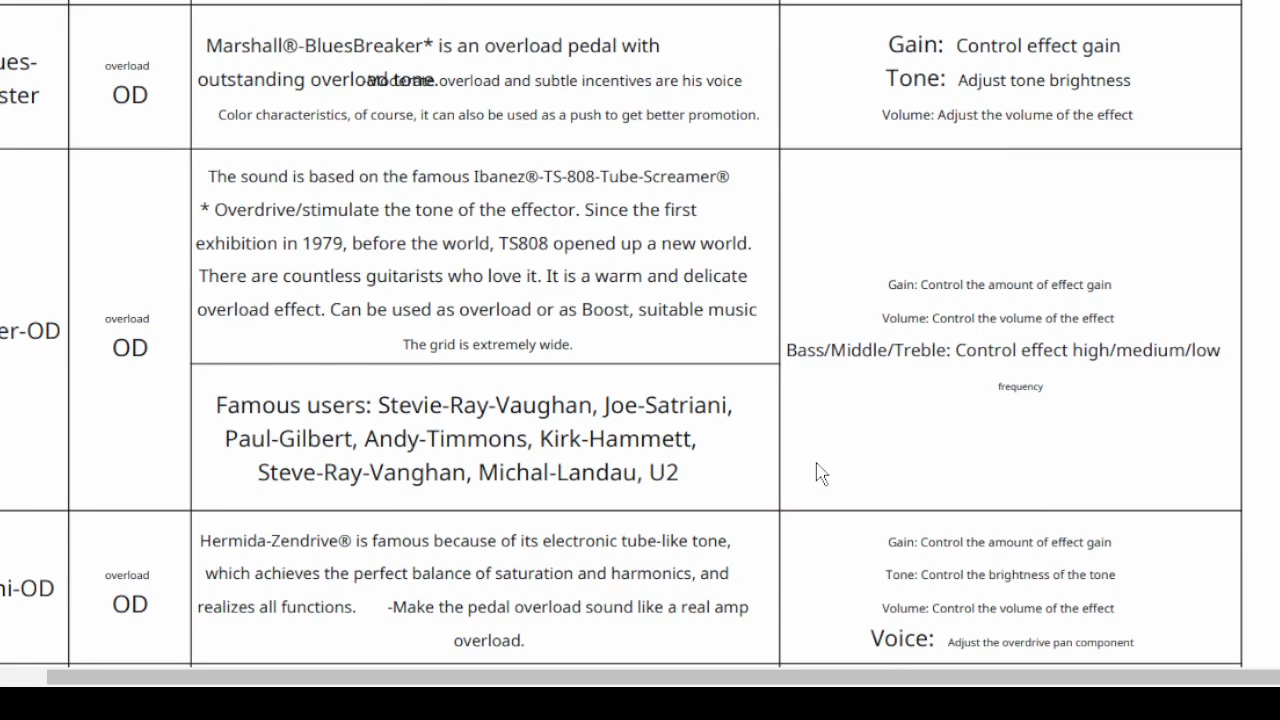 ues-
ster
overload
OD
Marshall®-BluesBreaker* is an overload pedal with
outstanding overload tone.
overload and subtle incentives are his voice
Color characteristics, of course, it can also be used as a push to get better promotion.
Gain: Control effect gain
Tone: Adjust tone brightness
Volume: Adjust the volume of the effect
er-OD
overload
OD
The sound is based on the famous Ibanez®-TS-808-Tube-Screamer®
* Overdrive/stimulate the tone of the effector. Since the first
exhibition in 1979, before the world, TS808 opened up a new world.
There are countless guitarists who love it. It is a warm and delicate
overload effect. Can be used as overload or as Boost, suitable music
The grid is extremely wide.
Famous users: Stevie-Ray-Vaughan, Joe-Satriani,
Paul-Gilbert, Andy-Timmons, Kirk-Hammett,
Steve-Ray-Vanghan, Michal-Landau, U2
Gain: Control the amount of effect gain
Volume: Control the volume of the effect
Bass/Middle/Treble: Control effect high/medium/low
frequency
ni-OD
overload
OD
Hermida-Zendrive® is famous because of its electronic tube-like tone,
which achieves the perfect balance of saturation and harmonics, and
realizes all functions. -Make the pedal overload sound like a real amp
overload.
Gain: Control the amount of effect gain
Tone: Control the brightness of the tone
Volume: Control the volume of the effect
Voice: Adjust the overdrive pan component